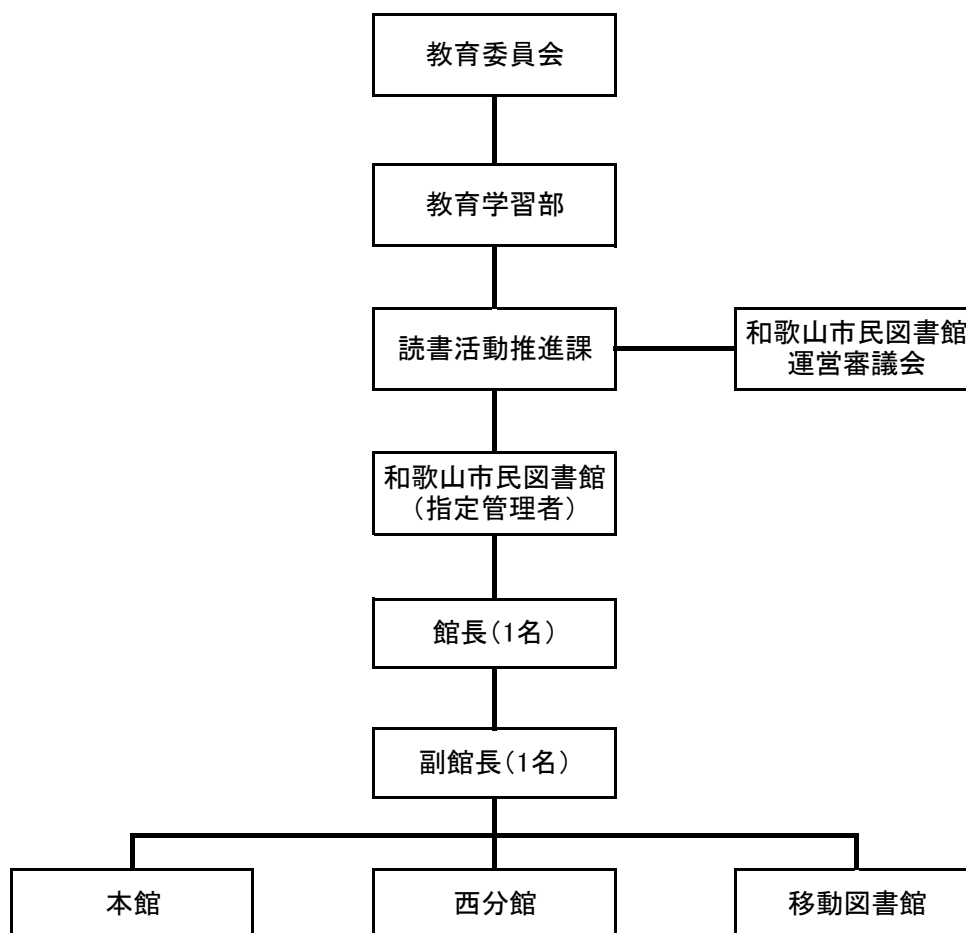 教育委員会
教育学習部
読書活動推進課
和歌山市民図書館
運営審議会
和歌山市民図書館
（指定管理者）
館長（1名）
副館長（1名）
本館
西分館
移動図書館